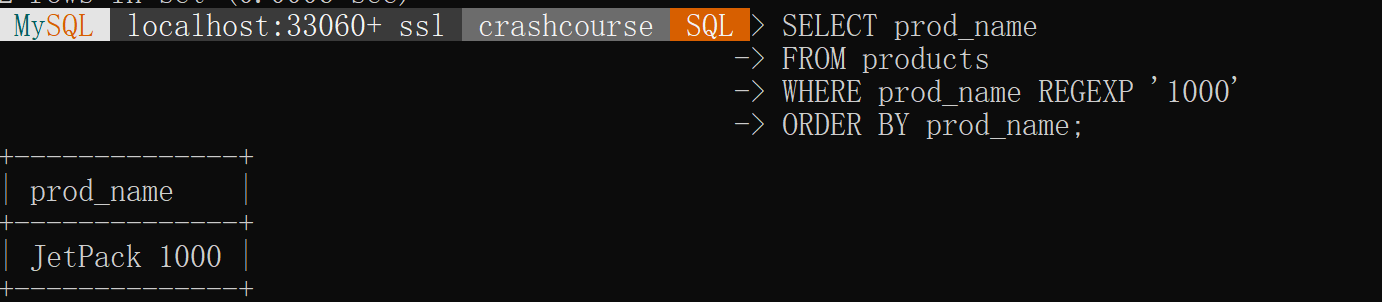 MySQL localhost:33060+ ssl crashcourse SQL > SELECT prod_name
-> FROM products
-> WHERE prod_name REGEXP '1000'
-> ORDER BY prod_name;
+--------------+
| prod_name    |
+--------------+
| JetPack 1000 |
+--------------+